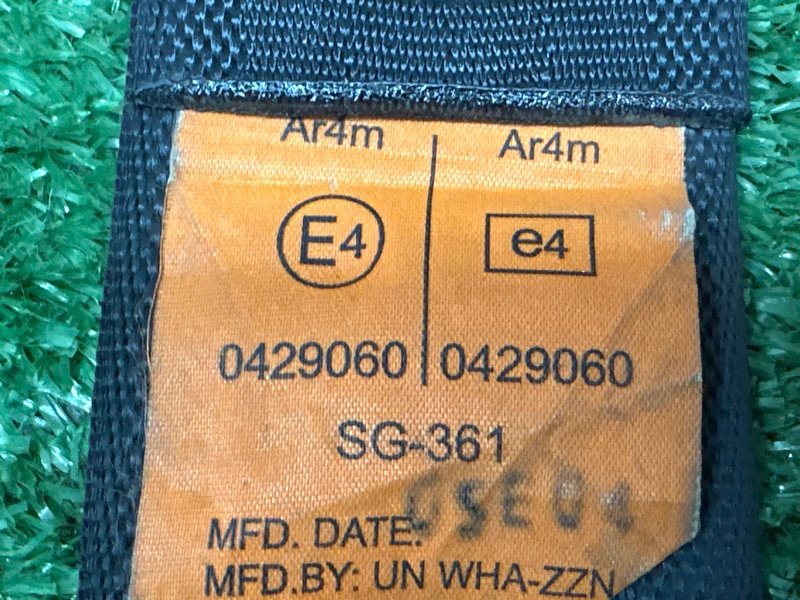 Ar4m Ar4m
E4 e4
0429060 0429060
SG-361
MFD. DATE:
MFD.BY: UN WHA-ZZN